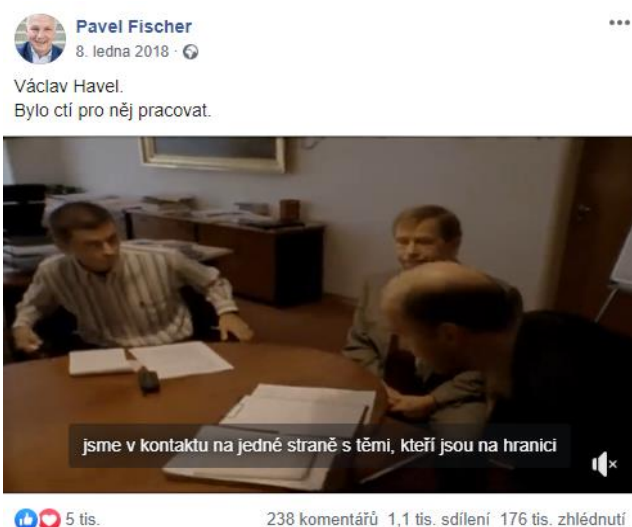 Pavel Fischer
8. ledna 2018 ·
Václav Havel.
Bylo ctí pro něj pracovat.
jsme v kontaktu na jedné straně s těmi, kteří jsou na hranici
5 tis.
238 komentářů 1,1 tis. sdílení 176 tis. zhlédnutí